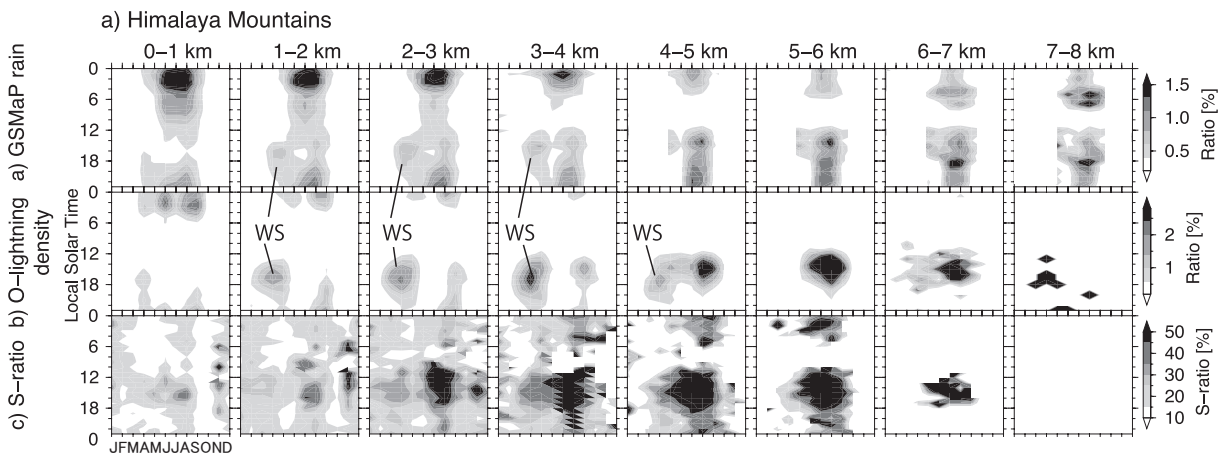 a) Himalaya Mountains
0–1 km 1–2 km 2–3 km 3–4 km 4–5 km 5–6 km 6–7 km 7–8 km
a) GSMaP rain
0
6
12
18
1.5
1.0
0.5
Ratio [%]
b) O–lightning density
Local Solar Time
0
6
12
18
WS WS WS WS
2
1
Ratio [%]
c) S–ratio
0
6
12
18
0
50
40
30
20
10
S-ratio [%]
JFMAMJJASOND